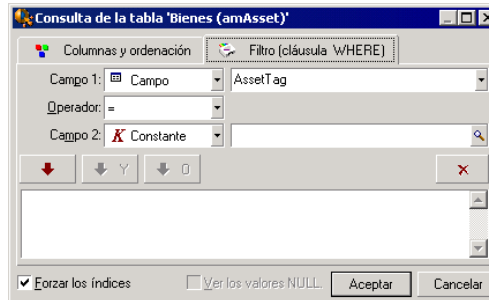 Consulta de la tabla 'Bienes (amAsset)'
Columnas y ordenación Filtro (cláusula WHERE)
Campo 1: Campo AssetTag
Operador: =
Campo 2: K Constante
Y O
Forzar los índices Ver los valores NULL. Aceptar Cancelar